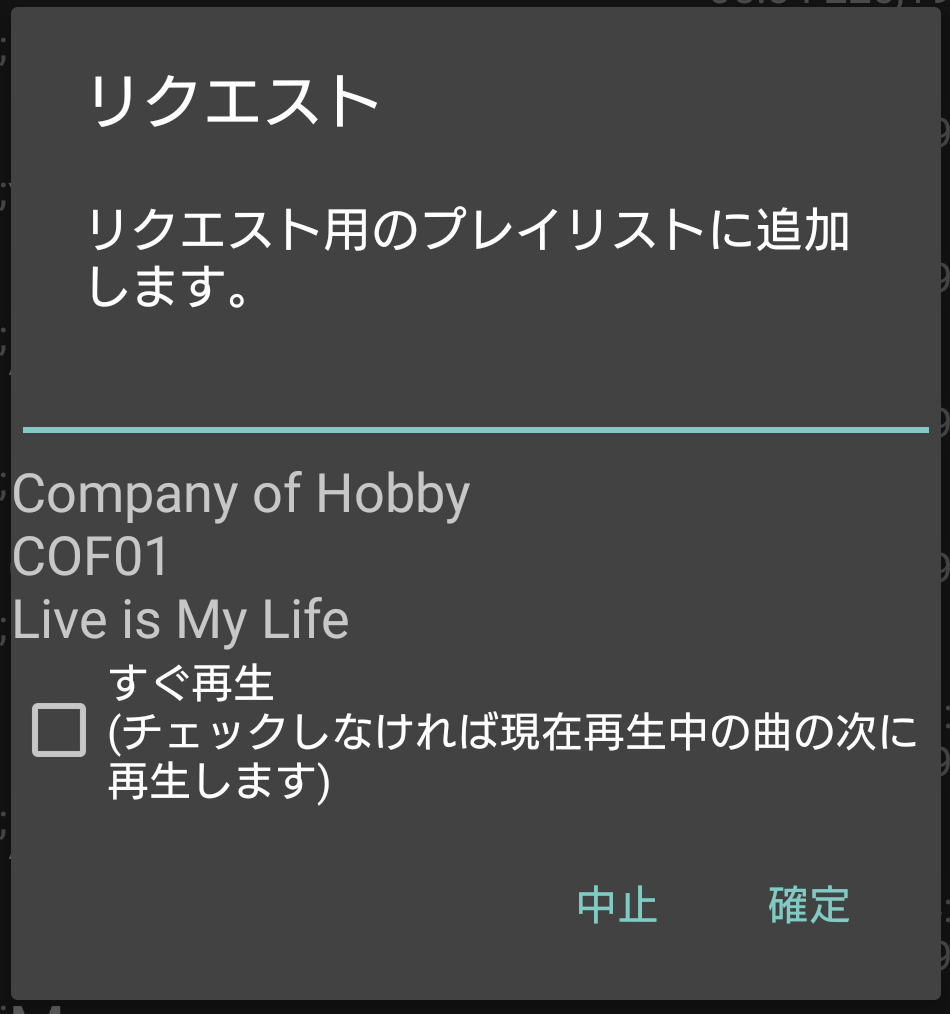 リクエスト
リクエスト用のプレイリストに追加
します。
Company of Hobby
COF01
Live is My Life
すぐ再生
(チェックしなければ現在再生中の曲の次に
再生します)
中止
確定